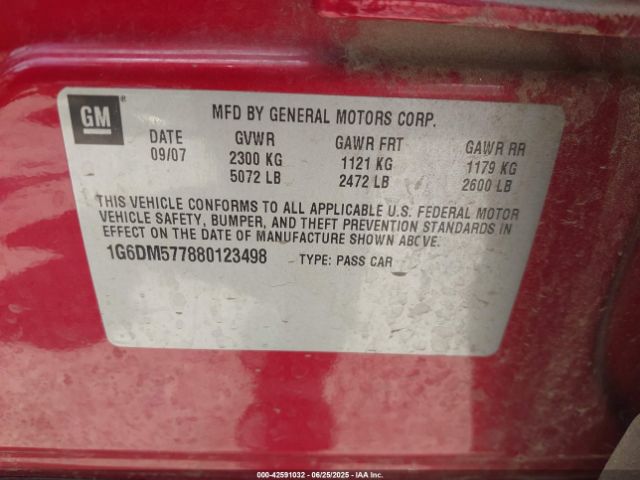 GM
MFD BY GENERAL MOTORS CORP.
DATE GVWR GAWR FRT GAWR RR
09/07 2300 KG 1121 KG 1179 KG
5072 LB 2472 LB 2600 LB
THIS VEHICLE CONFORMS TO ALL APPLICABLE U.S. FEDERAL MOTOR
VEHICLE SAFETY, BUMPER, AND THEFT PREVENTION STANDARDS IN
EFFECT ON THE DATE OF MANUFACTURE SHOWN ABOVE.
1G6DM577880123498 TYPE: PASS CAR
000-42591032 - 06/25/2025 - IAA Inc.